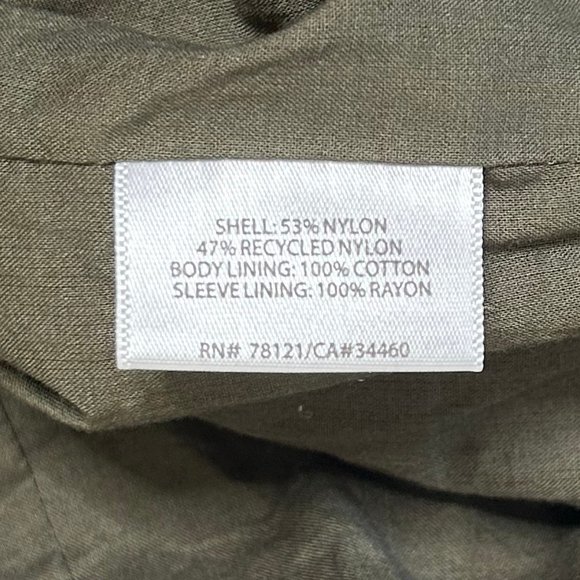 SHELL: 53% NYLON
47% RECYCLED NYLON
BODY LINING: 100% COTTON
SLEEVE LINING: 100% RAYON
RN# 78121/CA#34460